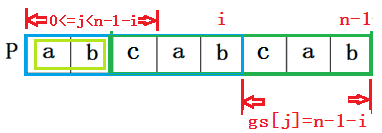 0<=j<n-1-i i n-1
P a b c a b c a b
gs[j]=n-1-i